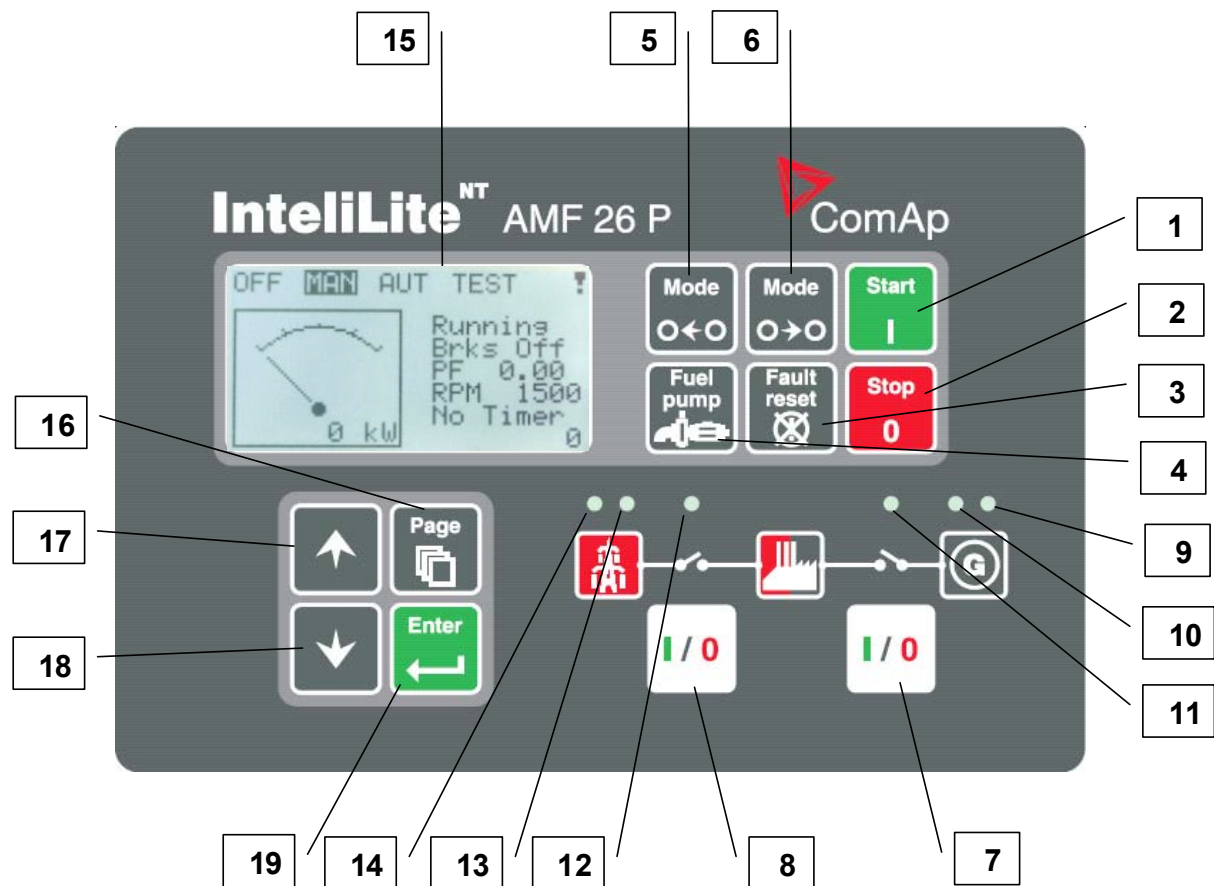 15
5
6
InteliLite NT AMF 26 P
ComAp
1
OFF MAN AUT TEST !
Running
Brks Off
PF 0.00
RPM 1500
No Timer
0 kW
0
Mode
Mode
Start
I
2
Fuel pump
Fault reset
Stop
0
3
16
4
17
Page
9
Enter
10
18
I / 0
I / 0
G
11
19
14
13
12
8
7